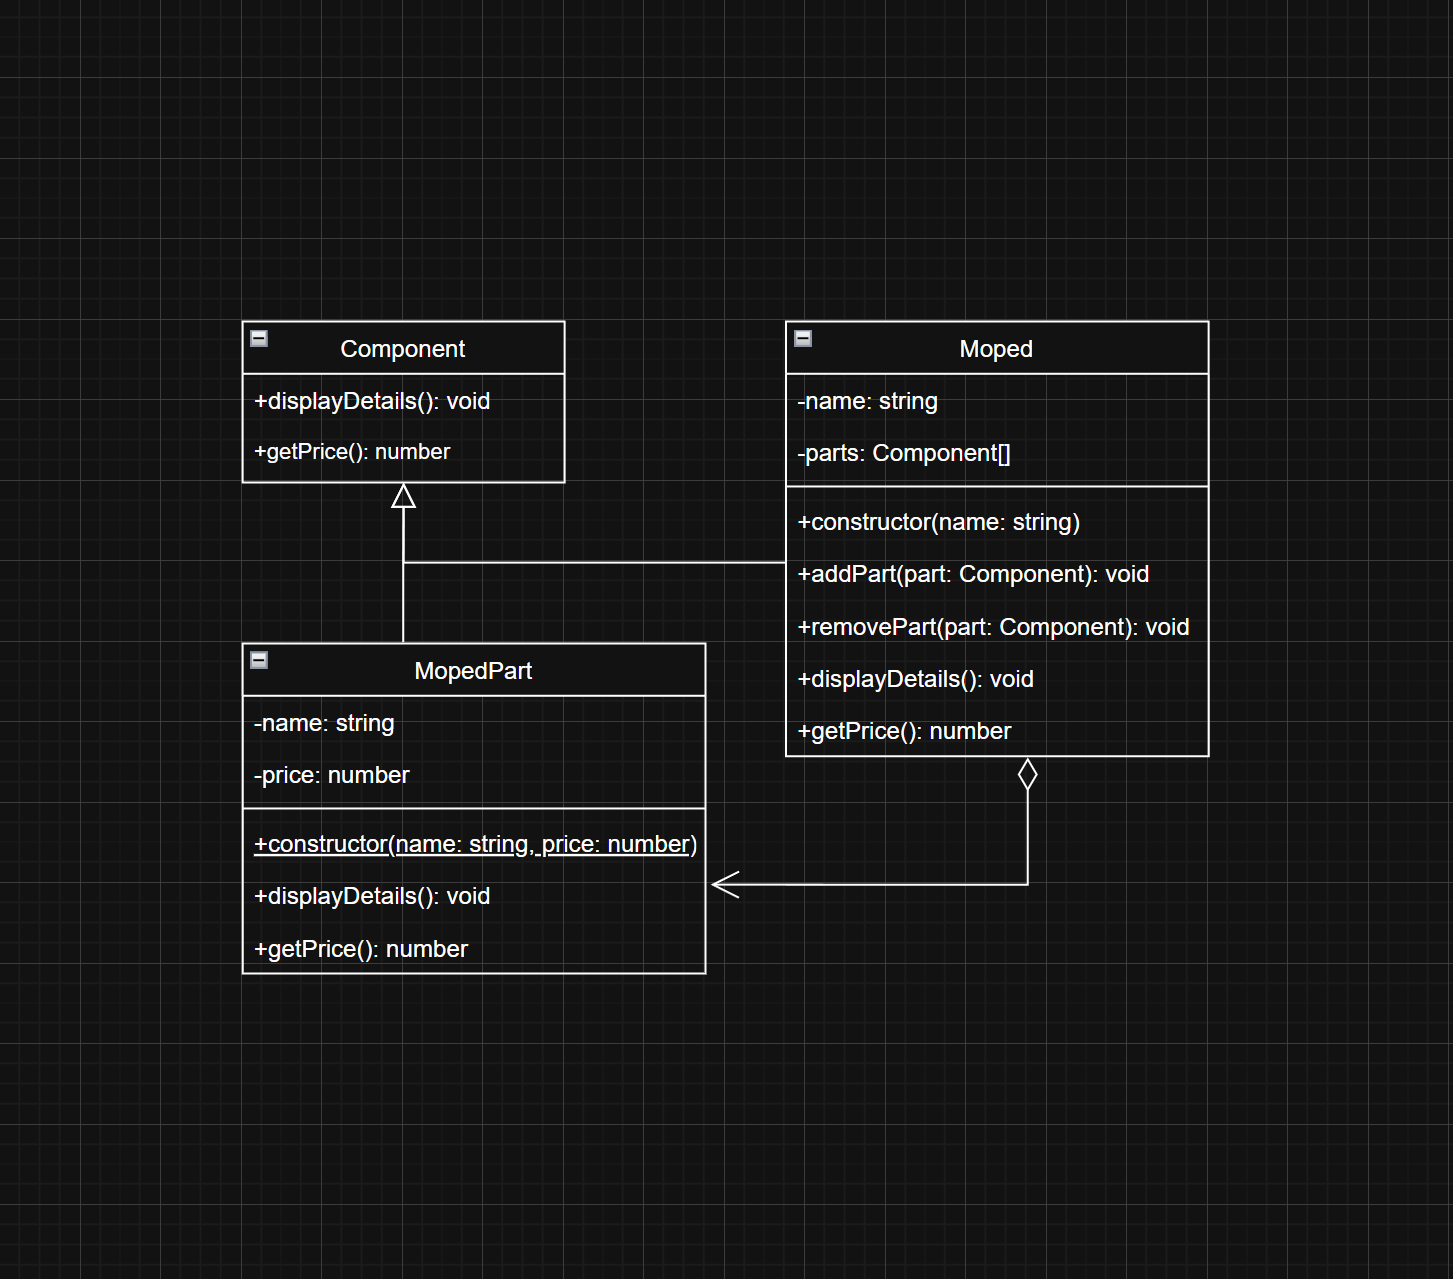 Component
+displayDetails(): void
+getPrice(): number
Moped
-name: string
-parts: Component[]
+constructor(name: string)
+addPart(part: Component): void
+removePart(part: Component): void
+displayDetails(): void
+getPrice(): number
MopedPart
-name: string
-price: number
+constructor(name: string, price: number)
+displayDetails(): void
+getPrice(): number